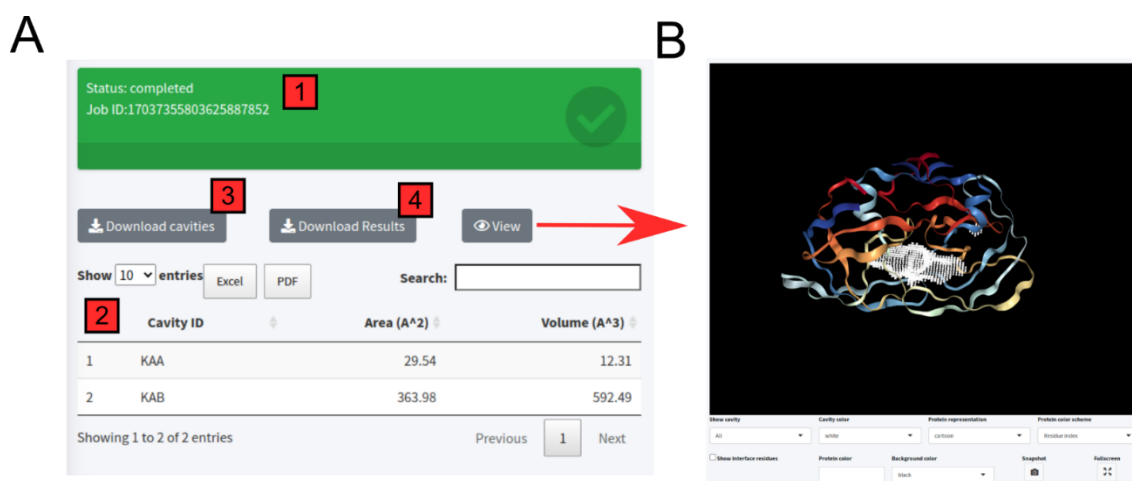 A
B
Status: completed
Job ID:17037355803625887852
1
3
4
Download cavities
Download Results
View
Show 10 entries
Excel
PDF
Search:
2
Cavity ID
Area (A^2)
Volume (A^3)
1 KAA 29.54 12.31
2 KAB 363.98 592.49
Showing 1 to 2 of 2 entries
Previous 1 Next
Show cavity
Cavity color
Protein representation
Protein color scheme
All
white
cartoon
Residue index
Show interface residues
Protein color
Background color
Snapshot
Fullscreen
black